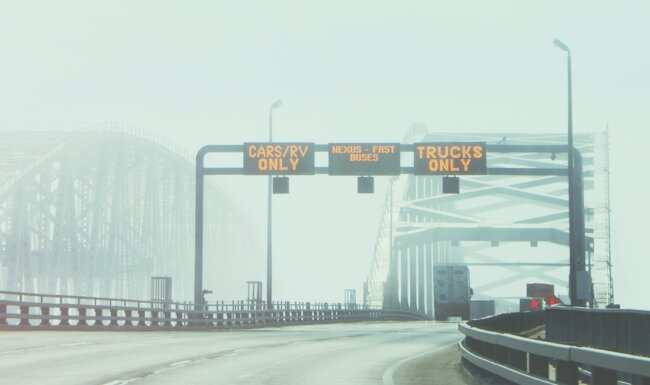 CARS/RV
ONLY
NEXUS - FAST
BUSES
TRUCKS
ONLY